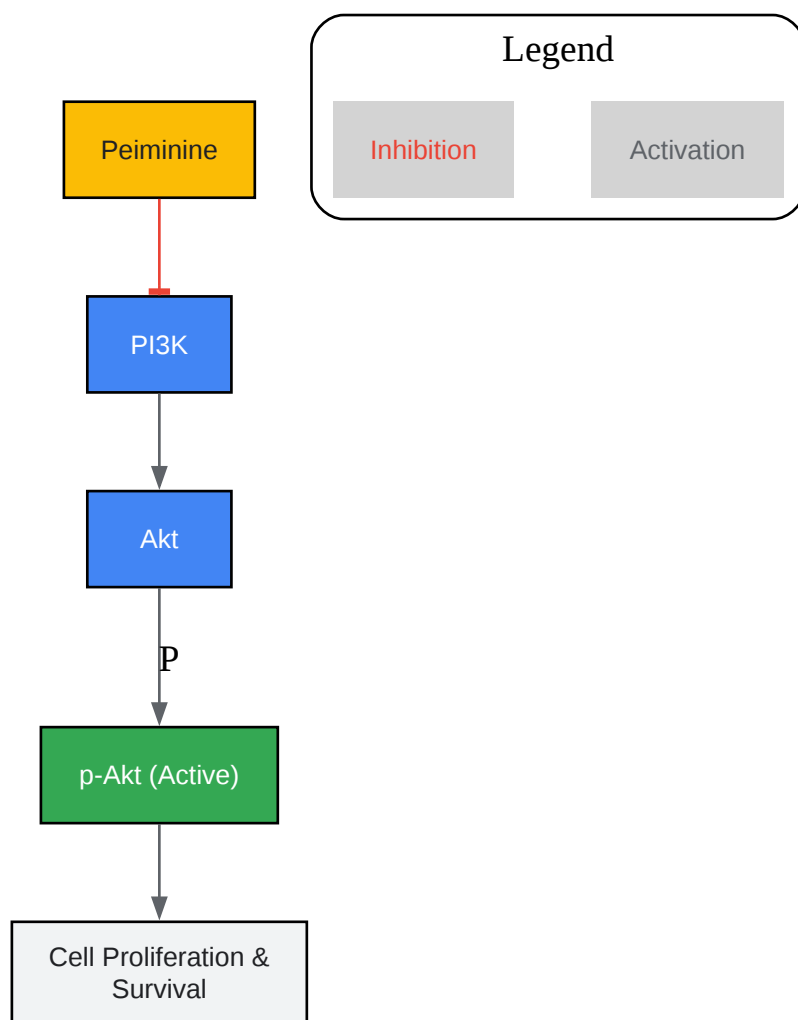 Legend
Inhibition
Activation
Peiminine
PI3K
Akt
P
p-Akt (Active)
Cell Proliferation &
Survival